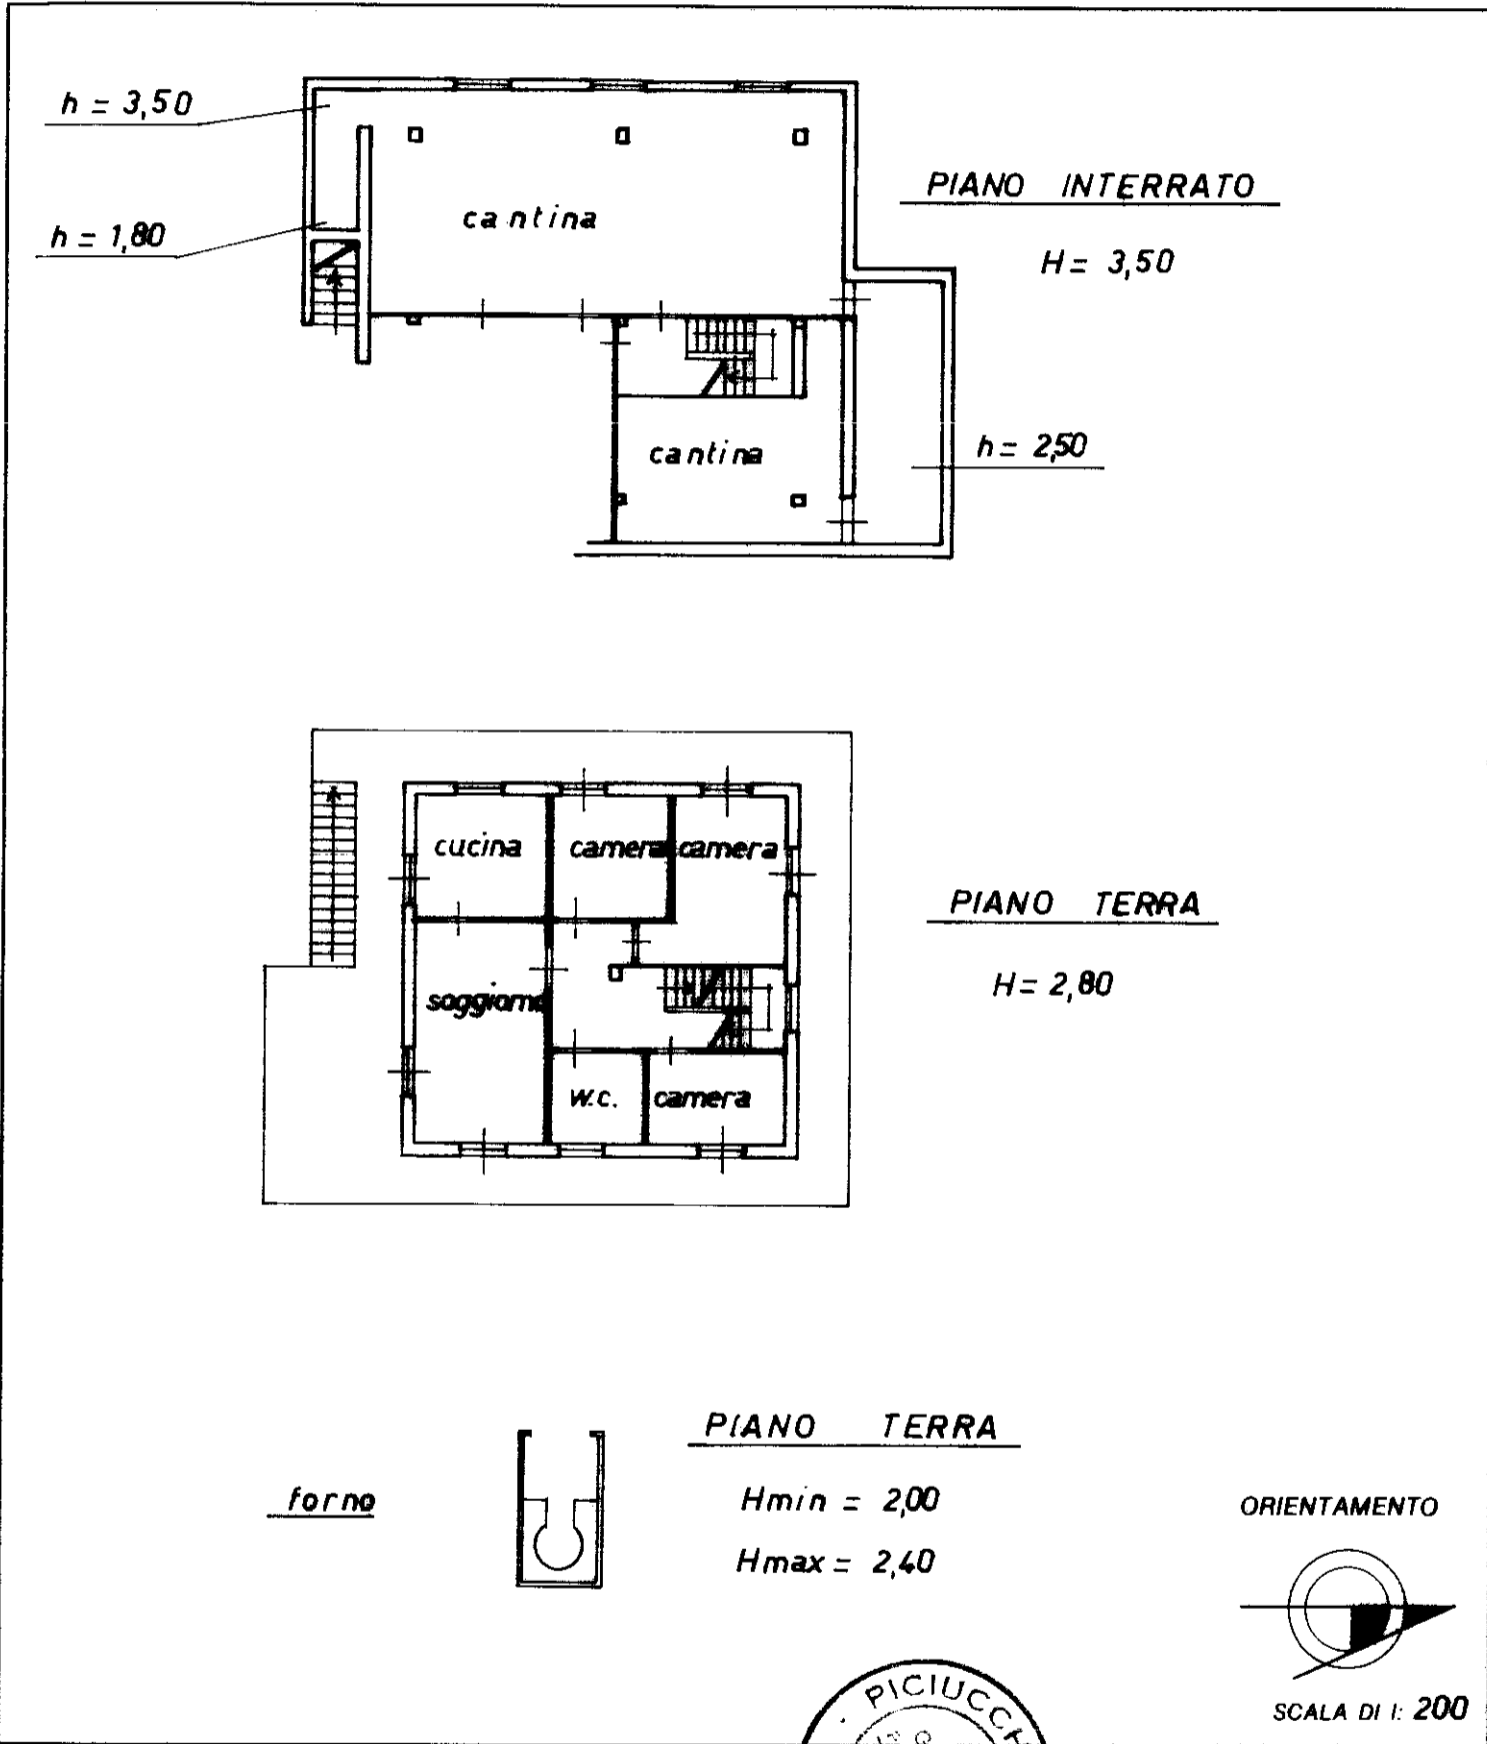 h = 3,50
h = 1,80
cantina
PIANO INTERRATO
H = 3,50
cantina
h = 2,50
cucina
camera
camera
PIANO TERRA
H = 2,80
soggiorno
w.c.
camera
PIANO TERRA
forno
Hmin = 2,00
Hmax = 2,40
ORIENTAMENTO
SCALA DI 1: 200